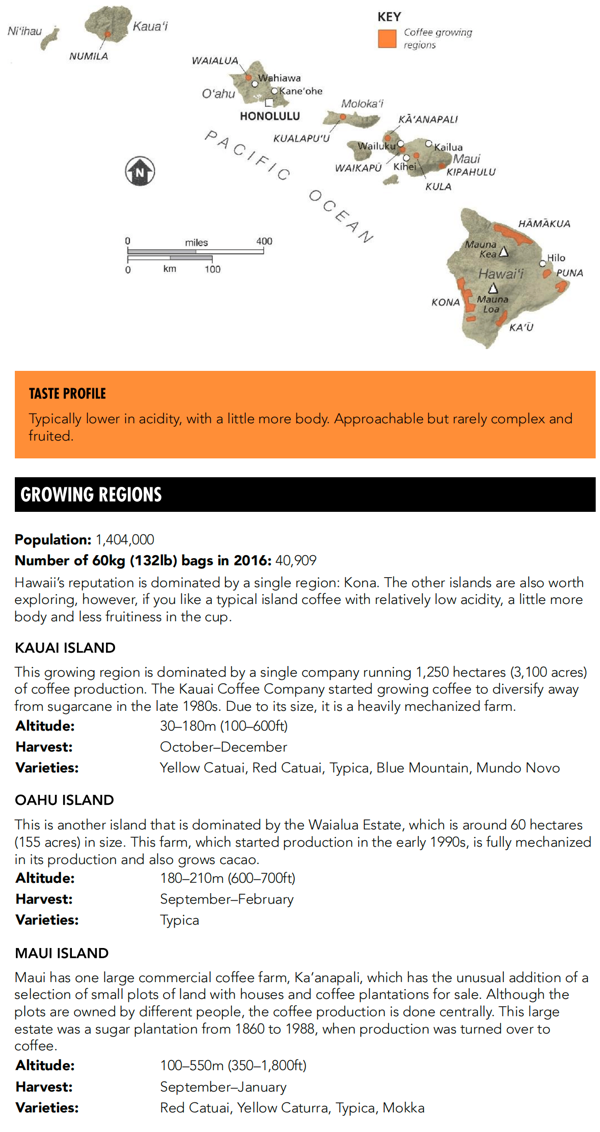 KEY
Coffee growing
regions
Ni'ihau
Kaua'i
NUMILA
WAIALUA
Wahiawa
Kane'ohe
O'ahu
HONOLULU
Moloka'i
KUALAPU'U
KĀ'ANAPALI
Wailuku
Kailua
WAIKAPŪ
Kihei
Maui
KIPAHULU
KULA
PACIFIC OCEAN
N
0 miles 400
0 km 100
HĀMĀKUA
Mauna
Kea
Hilo
Hawai'i
PUNA
KONA
Mauna
Loa
KA'Ū
TASTE PROFILE
Typically lower in acidity, with a little more body. Approachable but rarely complex and
fruited.
GROWING REGIONS
Population: 1,404,000
Number of 60kg (132lb) bags in 2016: 40,909
Hawaii's reputation is dominated by a single region: Kona. The other islands are also worth
exploring, however, if you like a typical island coffee with relatively low acidity, a little more
body and less fruitiness in the cup.
KAUAI ISLAND
This growing region is dominated by a single company running 1,250 hectares (3,100 acres)
of coffee production. The Kauai Coffee Company started growing coffee to diversify away
from sugarcane in the late 1980s. Due to its size, it is a heavily mechanized farm.
Altitude: 30–180m (100–600ft)
Harvest: October–December
Varieties: Yellow Catuai, Red Catuai, Typica, Blue Mountain, Mundo Novo
OAHU ISLAND
This is another island that is dominated by the Waialua Estate, which is around 60 hectares
(155 acres) in size. This farm, which started production in the early 1990s, is fully mechanized
in its production and also grows cacao.
Altitude: 180–210m (600–700ft)
Harvest: September–February
Varieties: Typica
MAUI ISLAND
Maui has one large commercial coffee farm, Ka'anapali, which has the unusual addition of a
selection of small plots of land with houses and coffee plantations for sale. Although the
plots are owned by different people, the coffee production is done centrally. This large
estate was a sugar plantation from 1860 to 1988, when production was turned over to
coffee.
Altitude: 100–550m (350–1,800ft)
Harvest: September–January
Varieties: Red Catuai, Yellow Caturra, Typica, Mokka